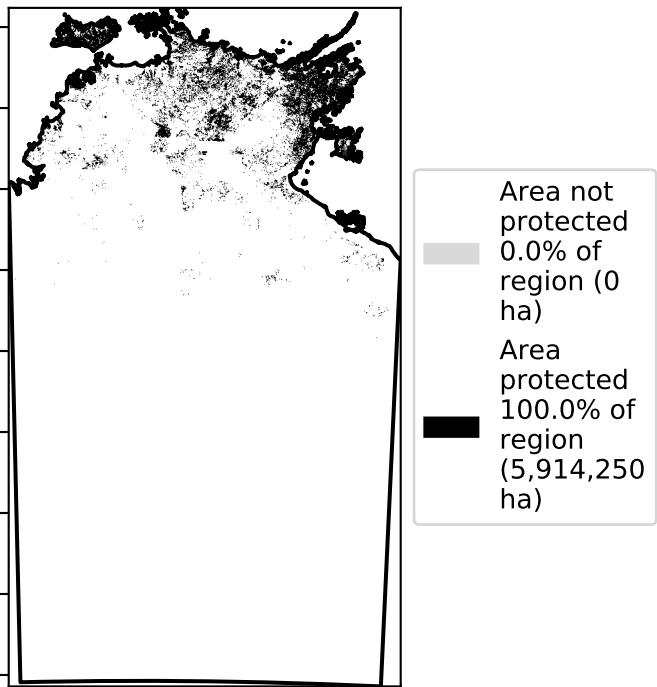 Area not
protected
0.0% of
region (0
ha)
Area
protected
100.0% of
region
(5,914,250
ha)